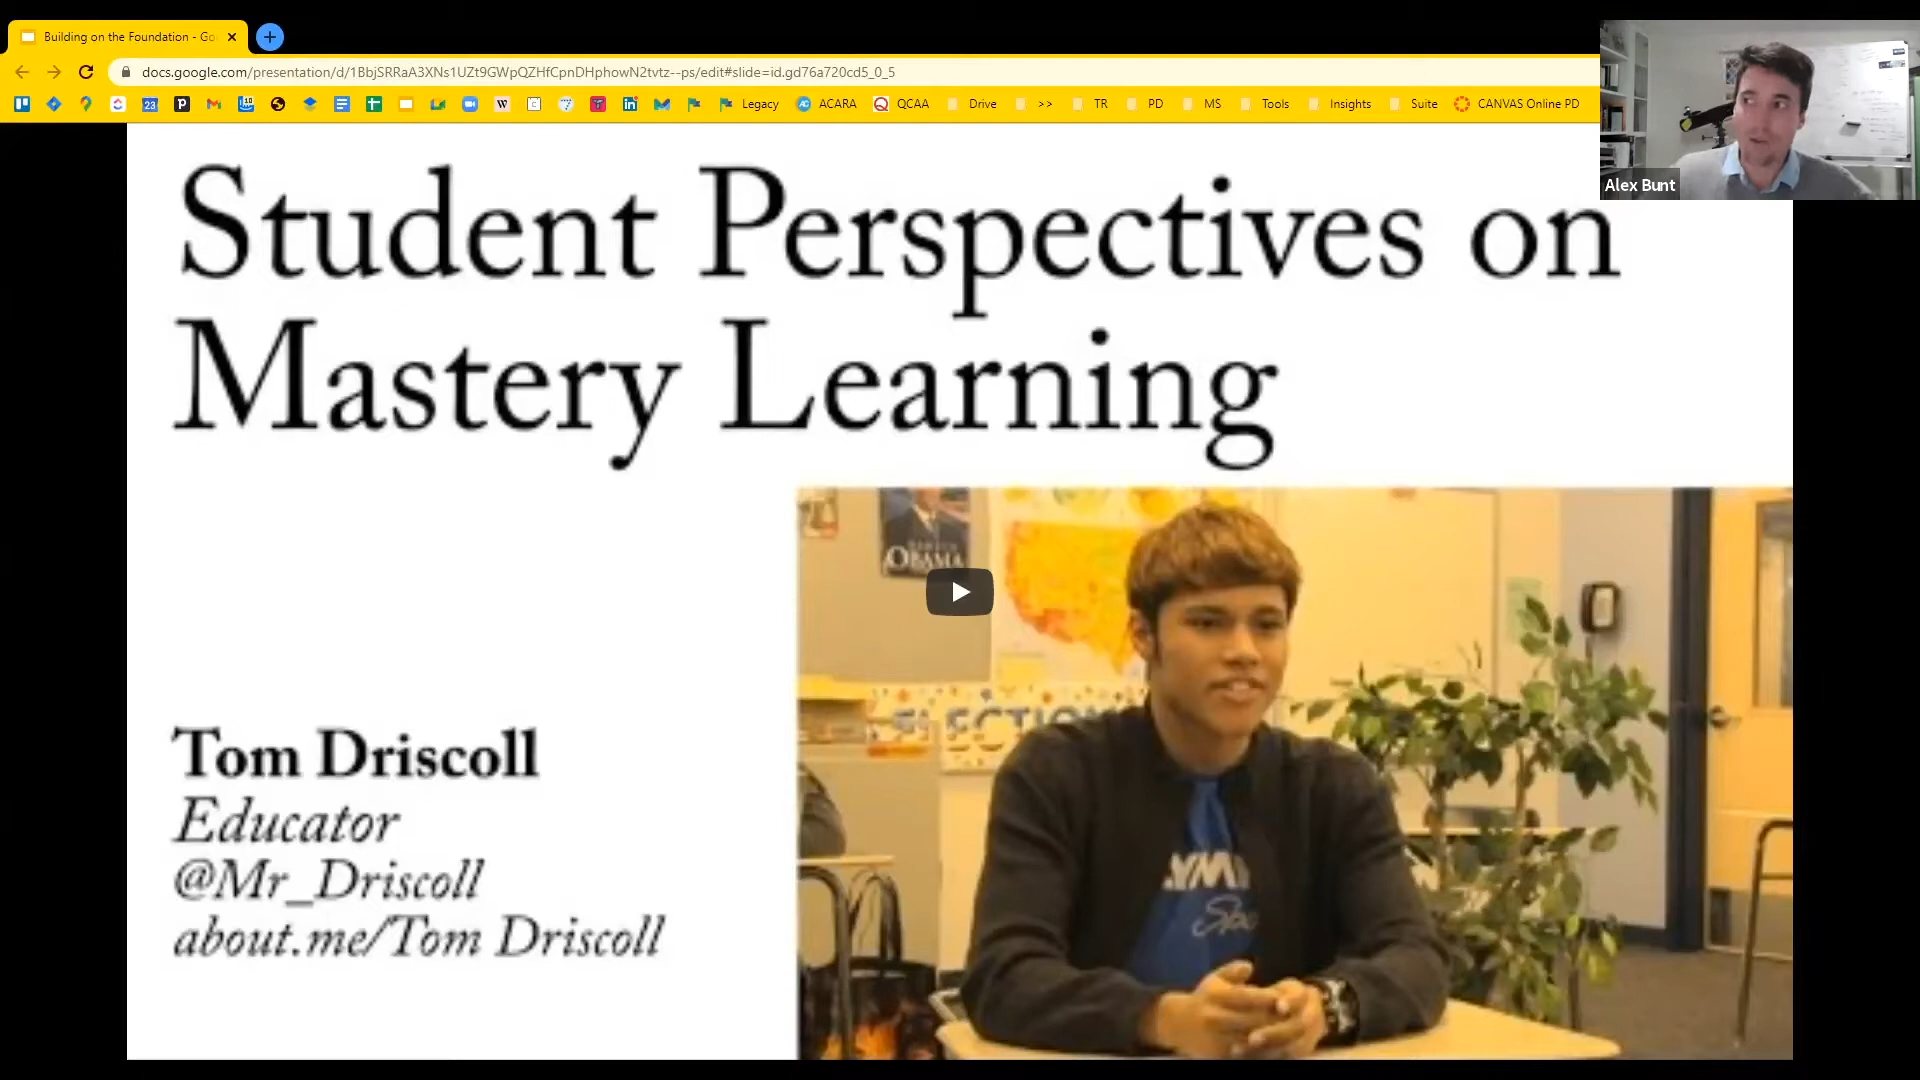 Building on the Foundation - Go
docs.google.com/presentation/d/1BbjSRRaA3XNs1UZt9GWpQZHfCpnDHphowN2tvtz--ps/edit#slide=id.gd76a720cd5_0_5
Legacy ACARA QCAA Drive >> TR PD MS Tools Insights Suite CANVAS Online PD
Alex Bunt
Student Perspectives on
Mastery Learning
OBAMA
ELECTION
Tom Driscoll
Educator
@Mr_Driscoll
about.me/Tom Driscoll